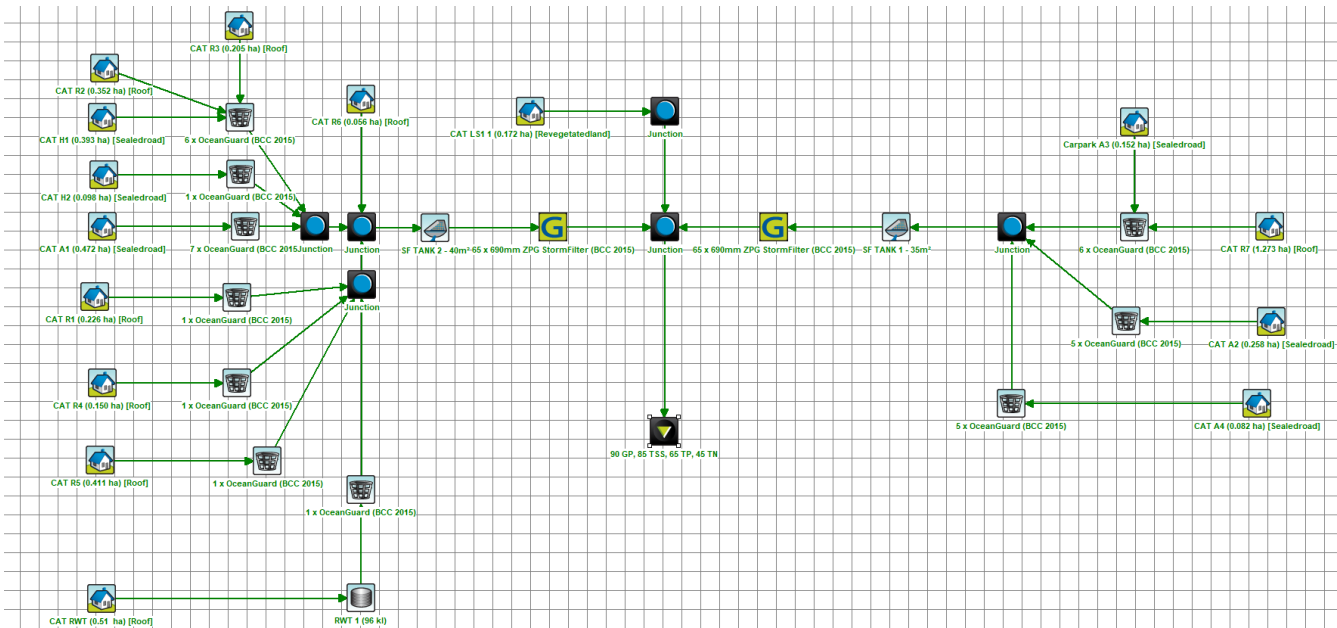 CAT R3 (0.205 ha) [Roof]
CAT R2 (0.352 ha) [Roof]
CAT R6 (0.056 ha) [Roof]
CAT H1 (0.393 ha) [Sealedroad]
6 x OceanGuard (BCC 2015)
CAT LS1 1 (0.172 ha) [Revegetatedland]
Junction
Carpark A3 (0.152 ha) [Sealedroad]
CAT H2 (0.098 ha) [Sealedroad]
1 x OceanGuard (BCC 2015)
CAT A1 (0.472 ha) [Sealedroad]
7 x OceanGuard (BCC 2015)
Junction
Junction
SF TANK 2 - 40m²
65 x 690mm ZPG StormFilter (BCC 2015)
Junction
65 x 690mm ZPG StormFilter (BCC 2015)
SF TANK 1 - 35m²
Junction
6 x OceanGuard (BCC 2015)
CAT R7 (1.273 ha) [Roof]
Junction
CAT R1 (0.226 ha) [Roof]
1 x OceanGuard (BCC 2015)
5 x OceanGuard (BCC 2015)
CAT A2 (0.258 ha) [Sealedroad]
CAT R4 (0.150 ha) [Roof]
1 x OceanGuard (BCC 2015)
5 x OceanGuard (BCC 2015)
CAT A4 (0.082 ha) [Sealedroad]
90 GP, 85 TSS, 65 TP, 45 TN
CAT R5 (0.411 ha) [Roof]
1 x OceanGuard (BCC 2015)
1 x OceanGuard (BCC 2015)
CAT RWT (0.51 ha) [Roof]
RWT 1 (96 kl)